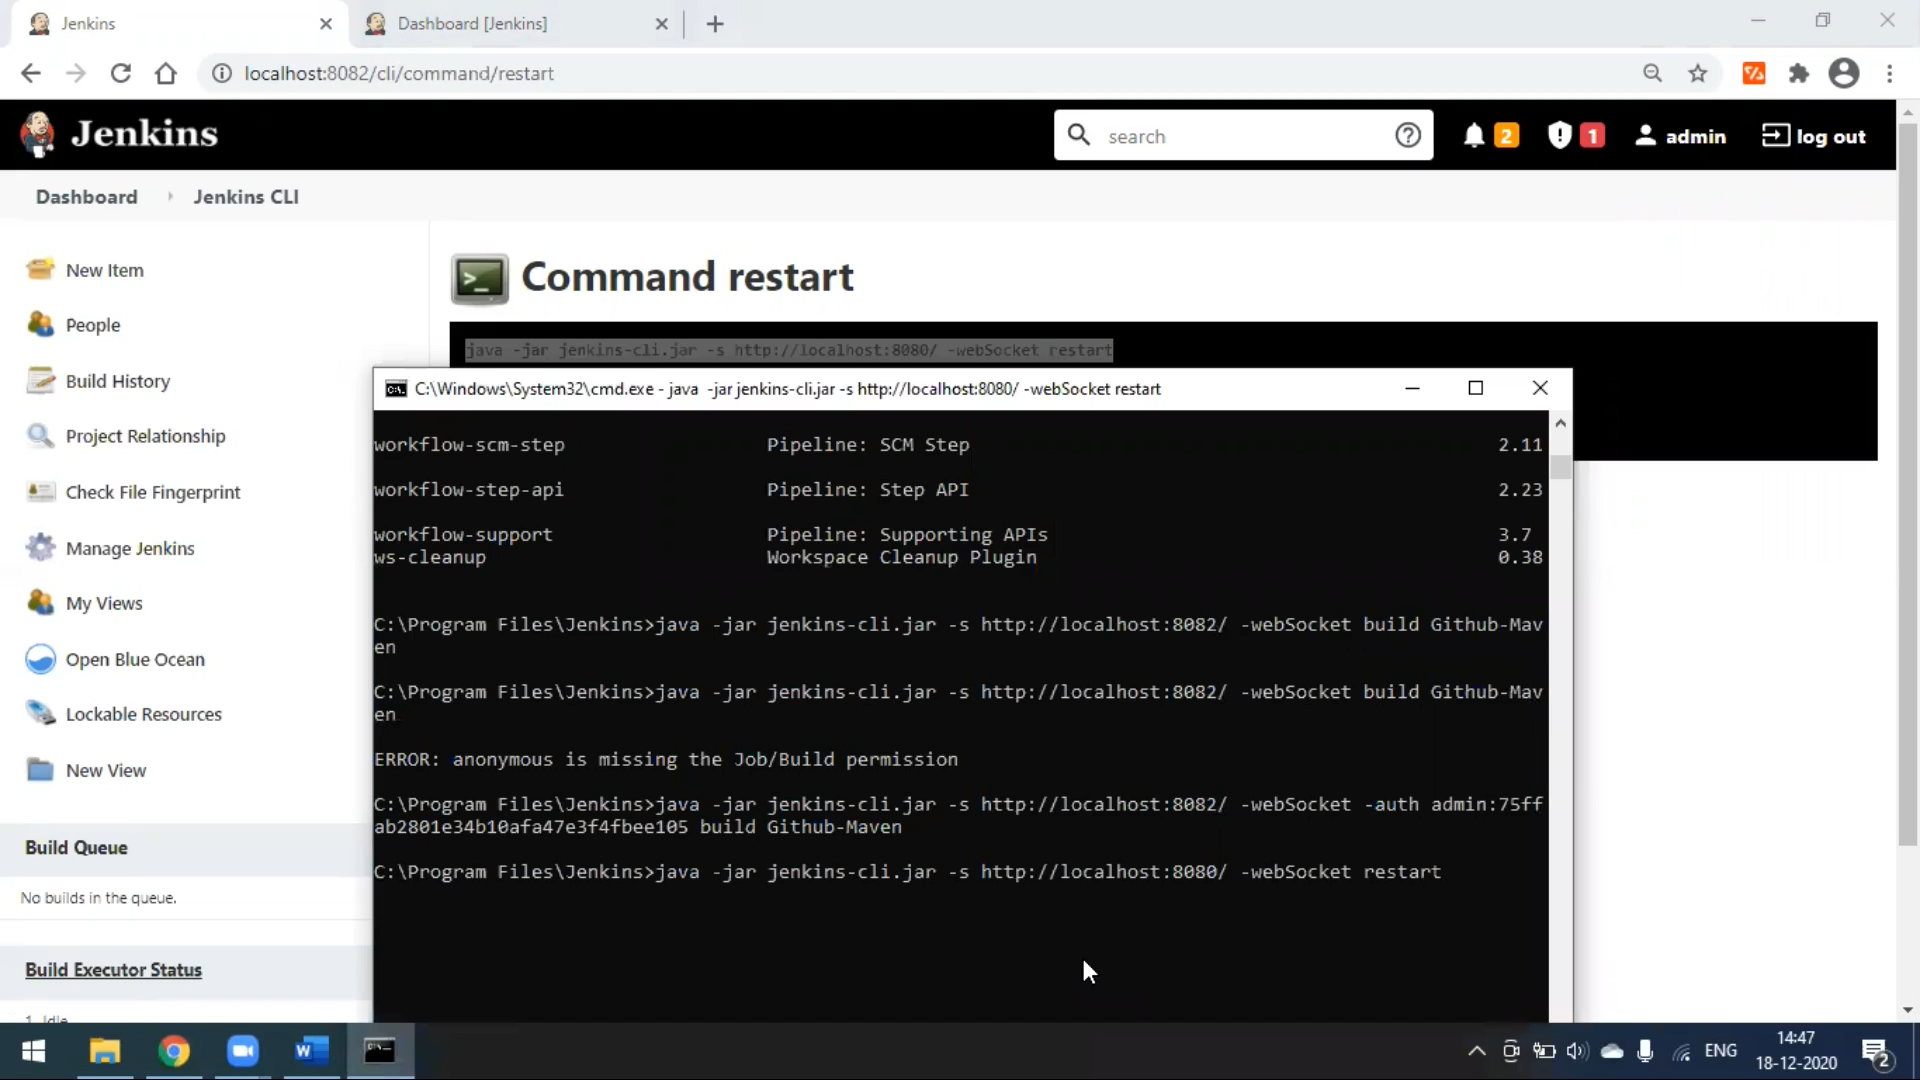 Jenkins
Dashboard [Jenkins]
localhost:8082/cli/command/restart
Jenkins
search
2
1
admin
log out
Dashboard
Jenkins CLI
New Item
People
Build History
Project Relationship
Check File Fingerprint
Manage Jenkins
My Views
Open Blue Ocean
Lockable Resources
New View
Build Queue
No builds in the queue.
Build Executor Status
1 Idle
Command restart
java -jar jenkins-cli.jar -s http://localhost:8080/ -webSocket restart
C:\Windows\System32\cmd.exe - java -jar jenkins-cli.jar -s http://localhost:8080/ -webSocket restart
workflow-scm-step Pipeline: SCM Step 2.11
workflow-step-api Pipeline: Step API 2.23
workflow-support Pipeline: Supporting APIs 3.7
ws-cleanup Workspace Cleanup Plugin 0.38
C:\Program Files\Jenkins>java -jar jenkins-cli.jar -s http://localhost:8082/ -webSocket build Github-Mav
en
C:\Program Files\Jenkins>java -jar jenkins-cli.jar -s http://localhost:8082/ -webSocket build Github-Mav
en
ERROR: anonymous is missing the Job/Build permission
C:\Program Files\Jenkins>java -jar jenkins-cli.jar -s http://localhost:8082/ -webSocket -auth admin:75ff
ab2801e34b10afa47e3f4fbee105 build Github-Maven
C:\Program Files\Jenkins>java -jar jenkins-cli.jar -s http://localhost:8080/ -webSocket restart
ENG
14:47
18-12-2020
2